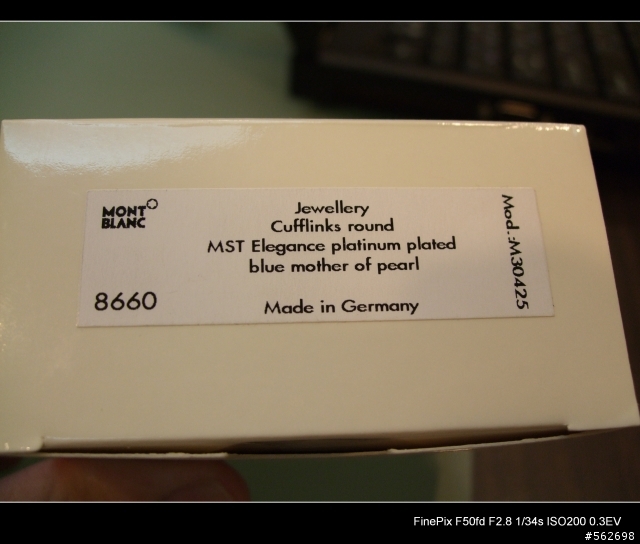 MONT
BLANC
Jewellery
Cufflinks round
MST Elegance platinum plated
blue mother of pearl
8660
Made in Germany
Mod.:M30425
FinePix F50fd F2.8 1/34s ISO200 0.3EV
#562698